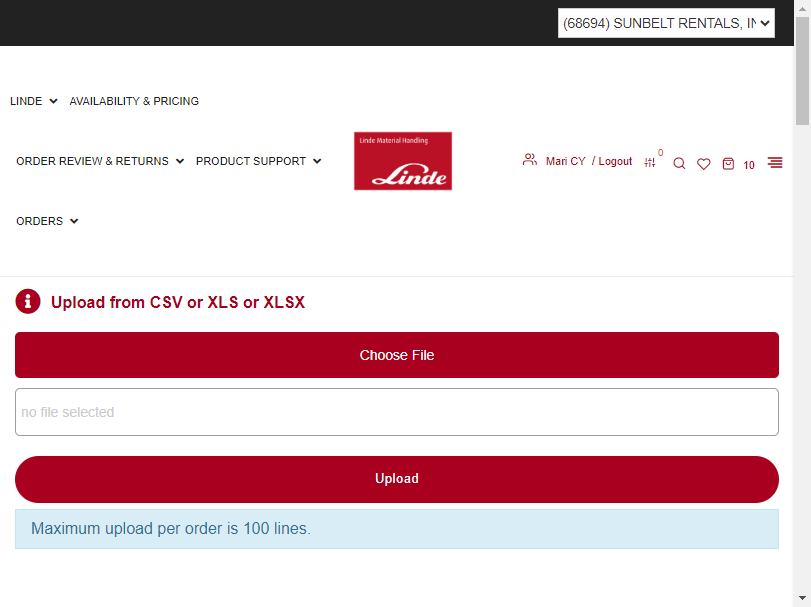 (68694) SUNBELT RENTALS, IN
LINDE AVAILABILITY & PRICING
ORDER REVIEW & RETURNS PRODUCT SUPPORT
Linde Material Handling
Linde
Mari CY / Logout 0 10
ORDERS
Upload from CSV or XLS or XLSX
Choose File
no file selected
Upload
Maximum upload per order is 100 lines.